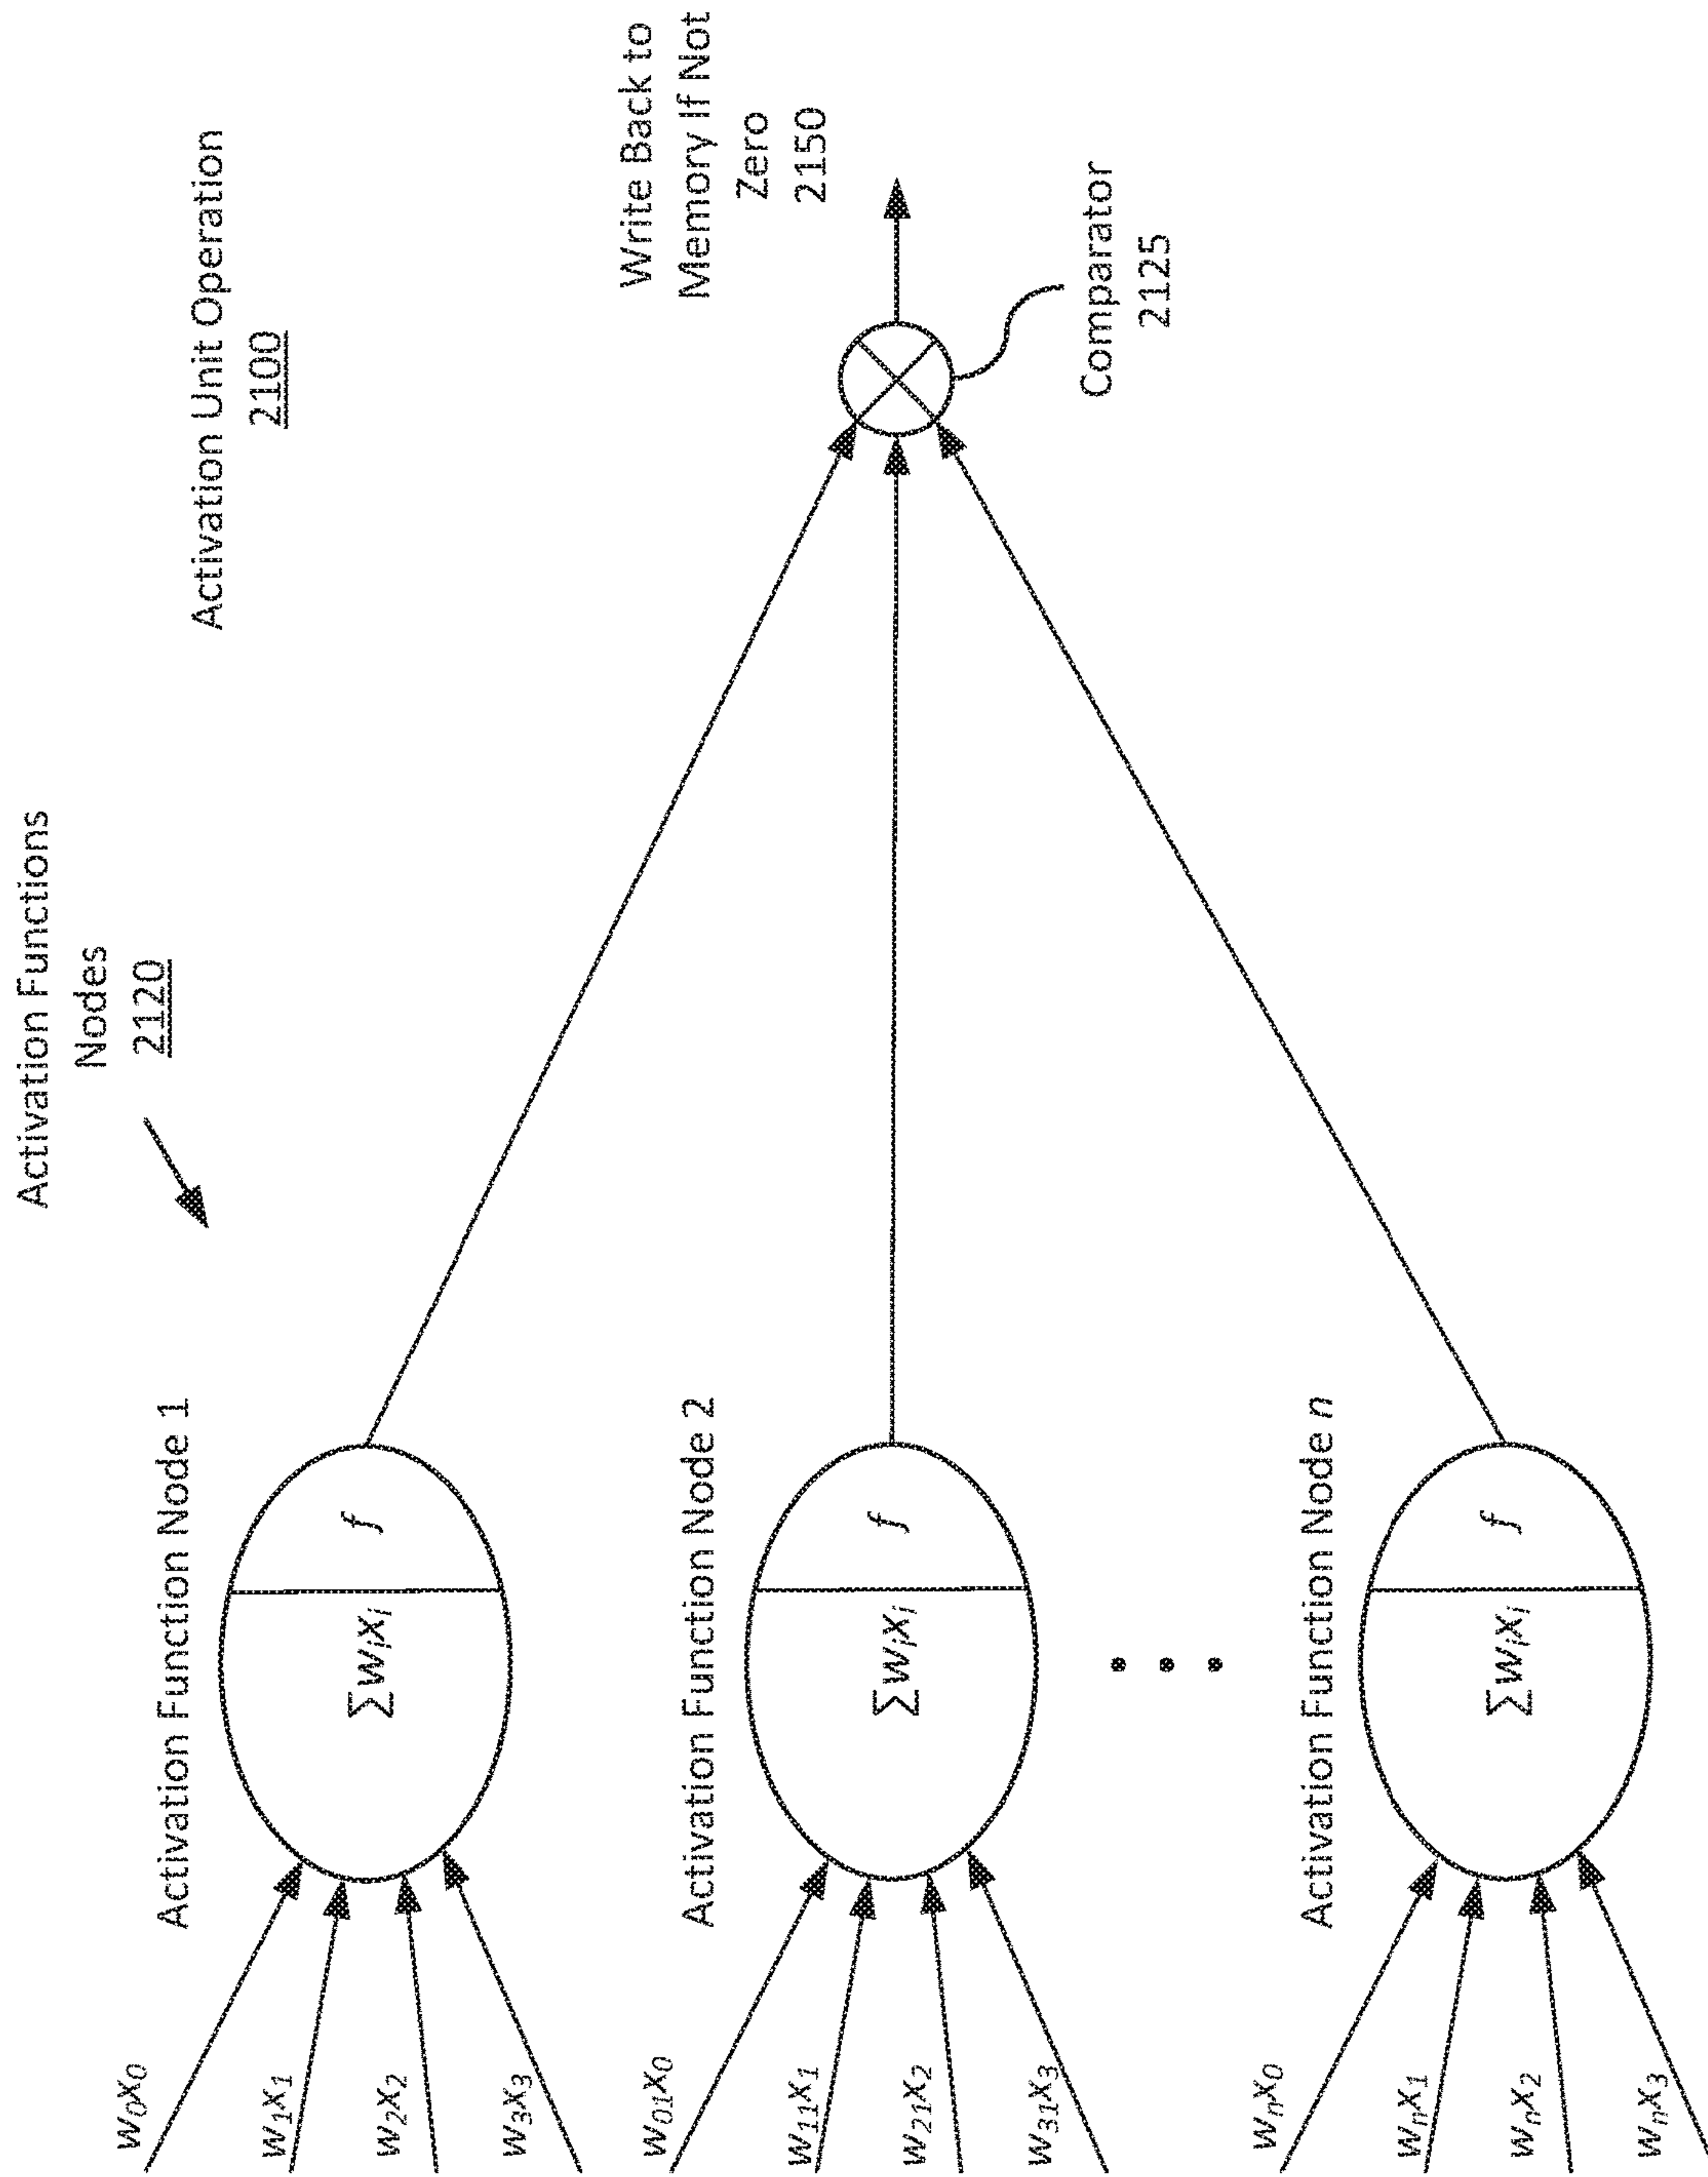 Activation Functions
Nodes
2120
Activation Unit Operation
2100
Activation Function Node 1
w₀x₀
w₁x₁
w₂x₂
w₃x₃
∑wᵢxᵢ
f
Activation Function Node 2
w₀₁x₀
w₁₁x₁
w₂₁x₂
w₃₁x₃
∑wᵢxᵢ
f
Activation Function Node n
wₙx₀
wₙx₁
wₙx₂
wₙx₃
∑wᵢxᵢ
f
Write Back to
Memory If Not
Zero
2150
Comparator
2125